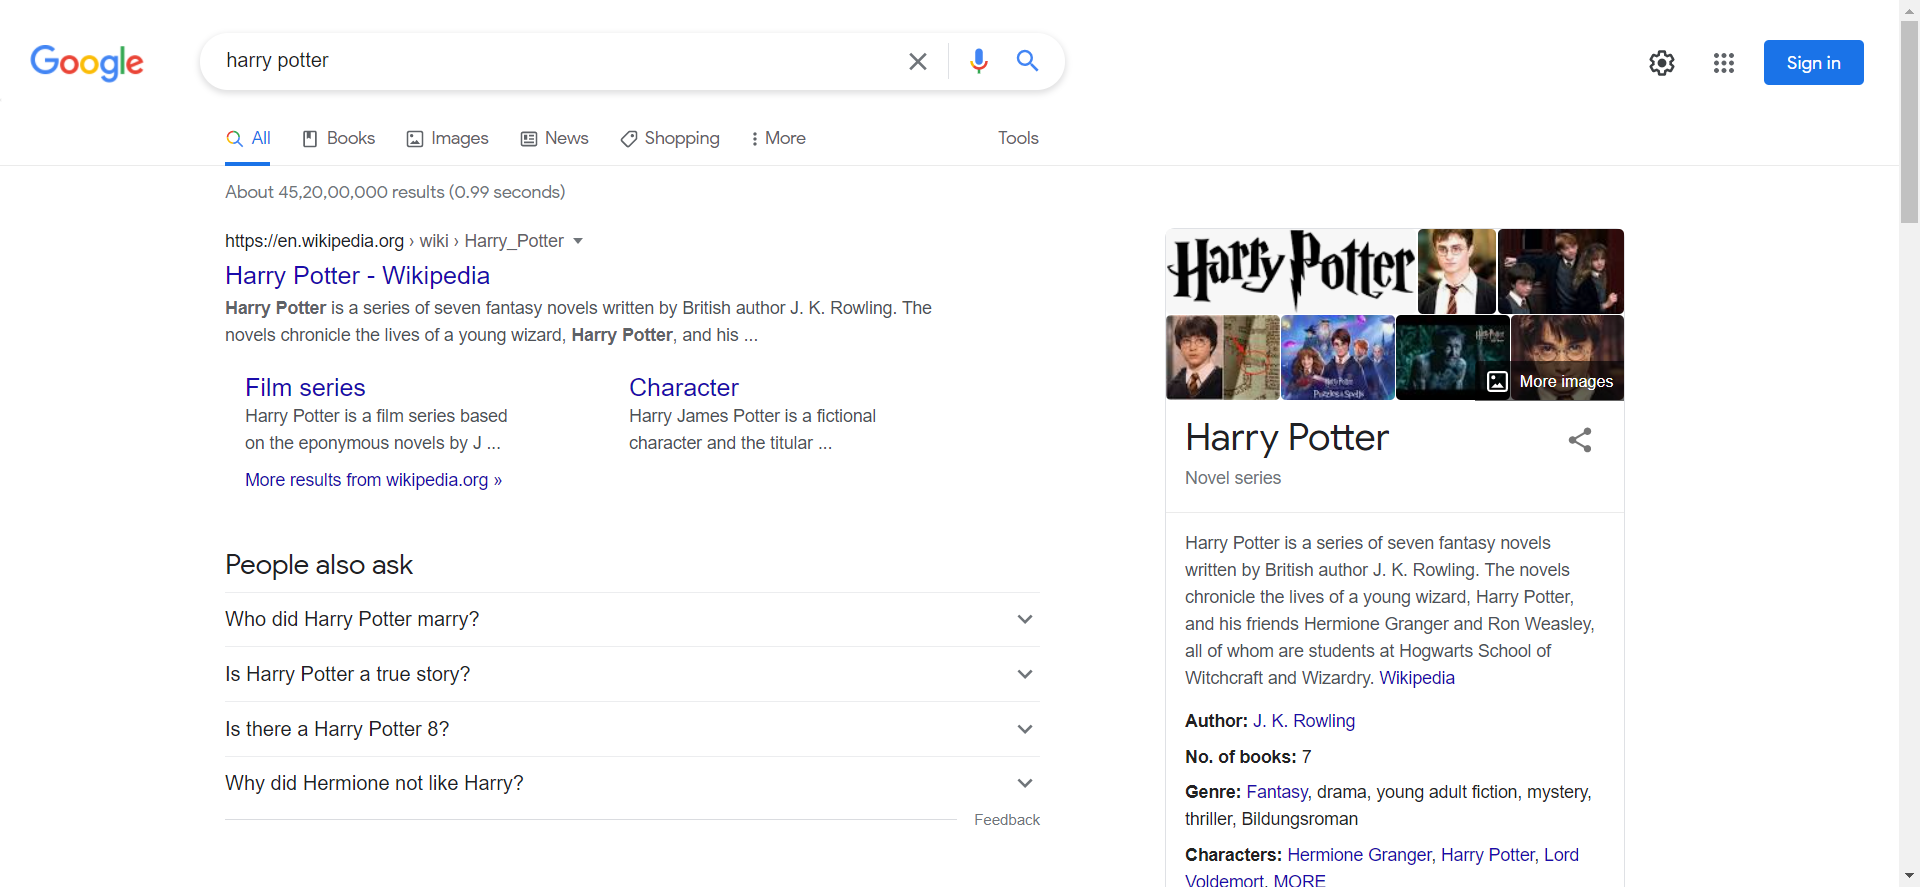 Google
harry potter
Sign in
All
Books
Images
News
Shopping
More
Tools
About 45,20,00,000 results (0.99 seconds)
https://en.wikipedia.org › wiki › Harry_Potter
Harry Potter - Wikipedia
Harry Potter is a series of seven fantasy novels written by British author J. K. Rowling. The
novels chronicle the lives of a young wizard, Harry Potter, and his ...
Film series
Harry Potter is a film series based
on the eponymous novels by J ...
Character
Harry James Potter is a fictional
character and the titular ...
More results from wikipedia.org »
People also ask
Who did Harry Potter marry?
Is Harry Potter a true story?
Is there a Harry Potter 8?
Why did Hermione not like Harry?
Feedback
Harry Potter
Harry Potter
Puzzles & Spells
Harry Potter
More images
Harry Potter
Novel series
Harry Potter is a series of seven fantasy novels
written by British author J. K. Rowling. The novels
chronicle the lives of a young wizard, Harry Potter,
and his friends Hermione Granger and Ron Weasley,
all of whom are students at Hogwarts School of
Witchcraft and Wizardry. Wikipedia
Author: J. K. Rowling
No. of books: 7
Genre: Fantasy, drama, young adult fiction, mystery,
thriller, Bildungsroman
Characters: Hermione Granger, Harry Potter, Lord
Voldemort, MORE